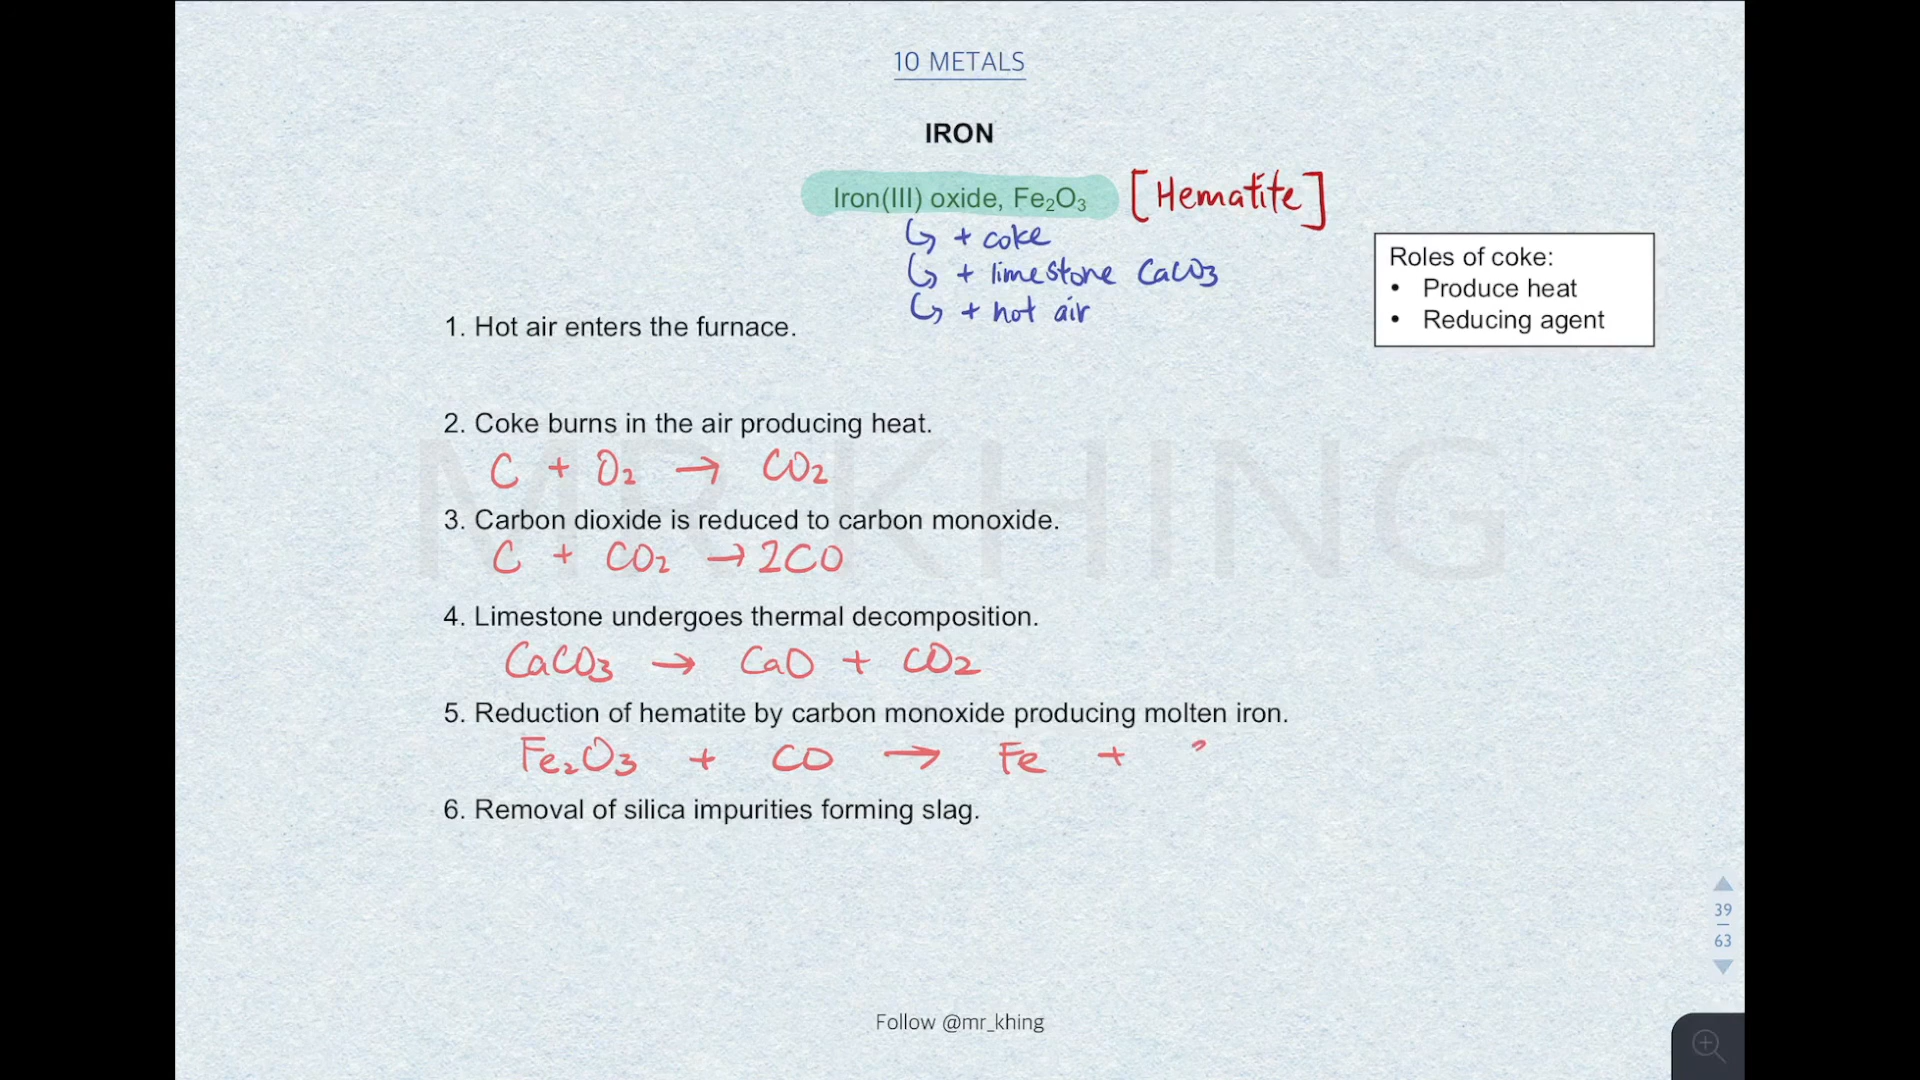 10 METALS
IRON
Iron(III) oxide, Fe₂O₃ [Hematite]
↳ + coke
↳ + limestone CaCO3
↳ + hot air
Roles of coke:
• Produce heat
• Reducing agent
1. Hot air enters the furnace.
2. Coke burns in the air producing heat.
C + O₂ → CO₂
3. Carbon dioxide is reduced to carbon monoxide.
C + CO₂ → 2CO
4. Limestone undergoes thermal decomposition.
CaCO₃ → CaO + CO₂
5. Reduction of hematite by carbon monoxide producing molten iron.
Fe₂O₃ + CO → Fe +
6. Removal of silica impurities forming slag.
MR KHING
39
63
Follow @mr_khing